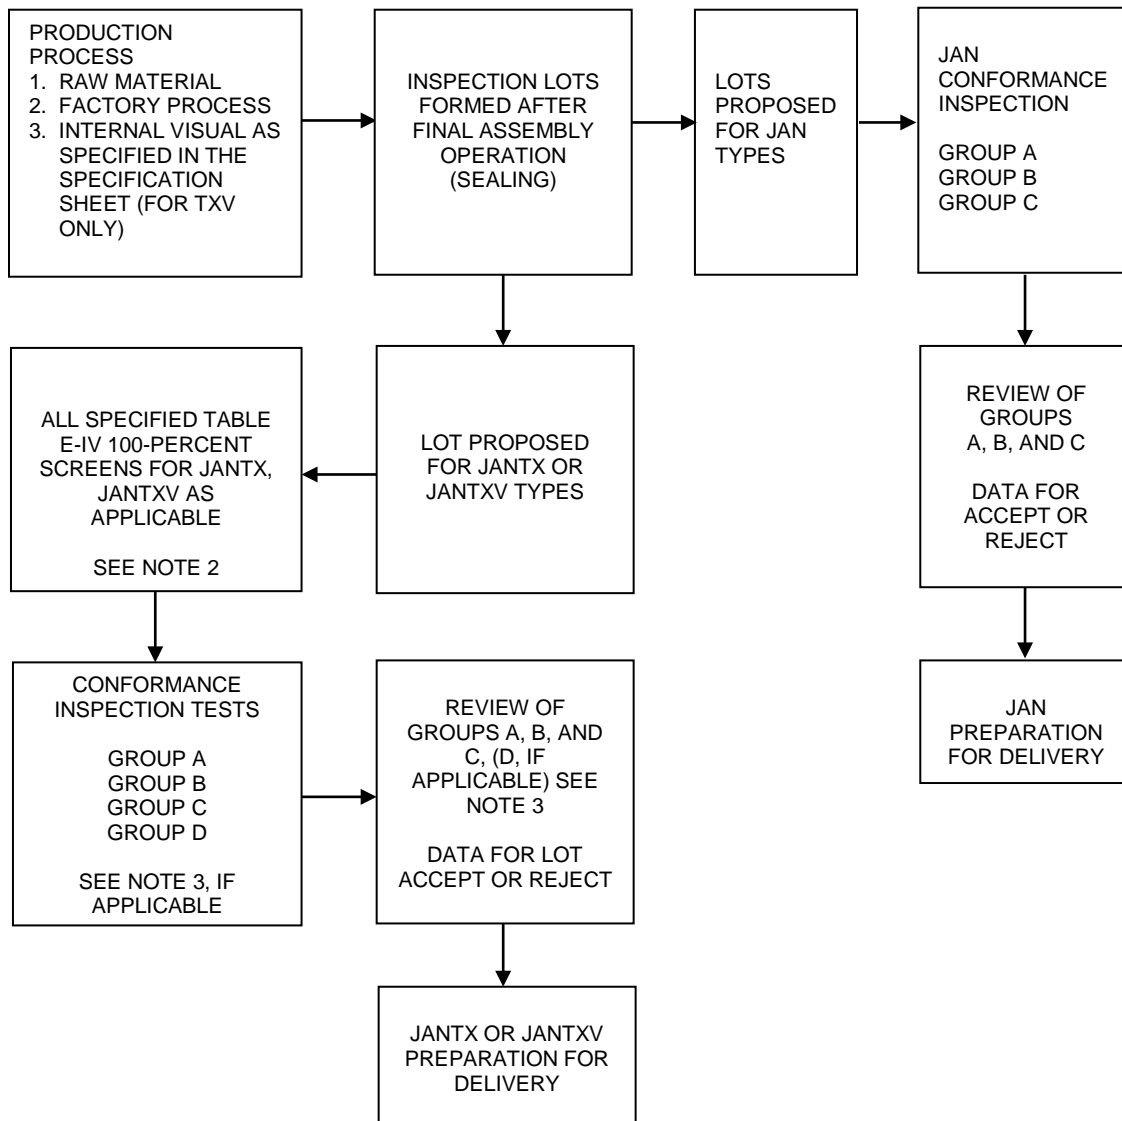 PRODUCTION
PROCESS
1. RAW MATERIAL
2. FACTORY PROCESS
3. INTERNAL VISUAL AS
SPECIFIED IN THE
SPECIFICATION
SHEET (FOR TXV
ONLY)
INSPECTION LOTS
FORMED AFTER
FINAL ASSEMBLY
OPERATION
(SEALING)
LOTS
PROPOSED
FOR JAN
TYPES
JAN
CONFORMANCE
INSPECTION
GROUP A
GROUP B
GROUP C
ALL SPECIFIED TABLE
E-IV 100-PERCENT
SCREENS FOR JANTX,
JANTXV AS
APPLICABLE
SEE NOTE 2
LOT PROPOSED
FOR JANTX OR
JANTXV TYPES
REVIEW OF
GROUPS
A, B, AND C
DATA FOR
ACCEPT OR
REJECT
CONFORMANCE
INSPECTION TESTS
GROUP A
GROUP B
GROUP C
GROUP D
SEE NOTE 3, IF
APPLICABLE
REVIEW OF
GROUPS A, B, AND
C, (D, IF
APPLICABLE) SEE
NOTE 3
DATA FOR LOT
ACCEPT OR REJECT
JAN
PREPARATION
FOR DELIVERY
JANTX OR JANTXV
PREPARATION FOR
DELIVERY